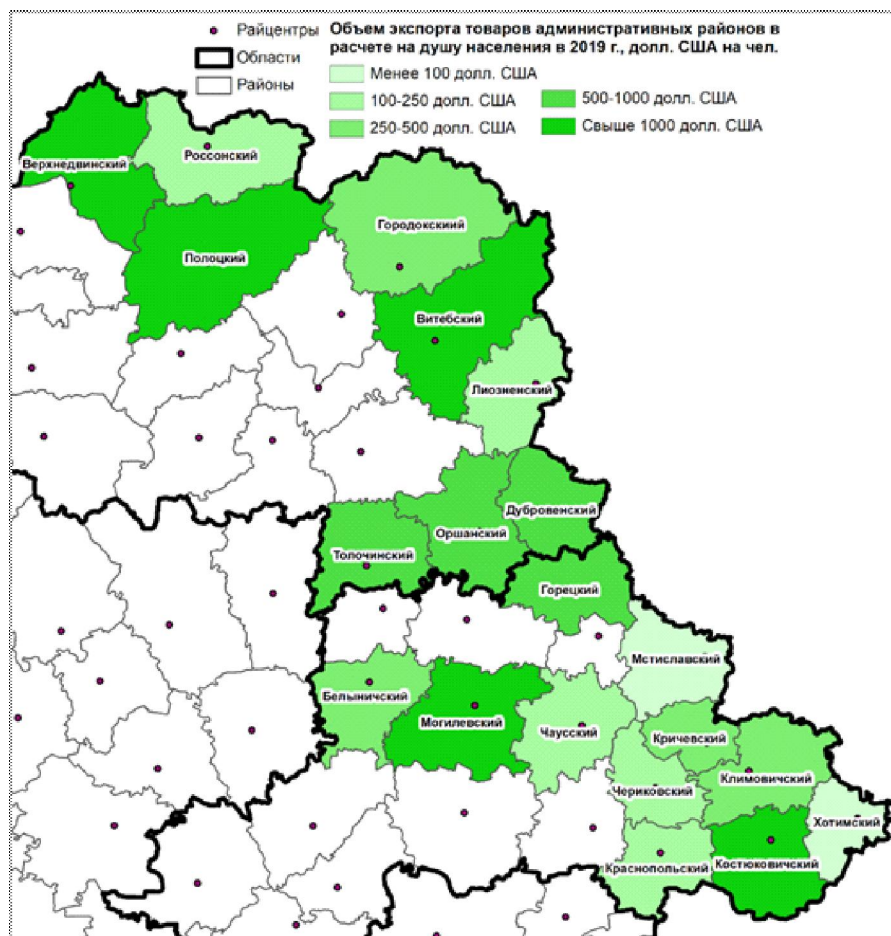 Райцентры
Области
Районы
Объем экспорта товаров административных районов в
расчете на душу населения в 2019 г., долл. США на чел.
Менее 100 долл. США
100-250 долл. США
250-500 долл. США
500-1000 долл. США
Свыше 1000 долл. США
Верхнедвинский
Россонский
Полоцкий
Городокскиий
Витебский
Лиозненский
Дубровенский
Оршанский
Толочинский
Горецкий
Мстиславский
Белыничский
Могилевский
Чаусский
Кричевский
Климовичский
Чериковский
Хотимский
Краснопольский
Костюковичский